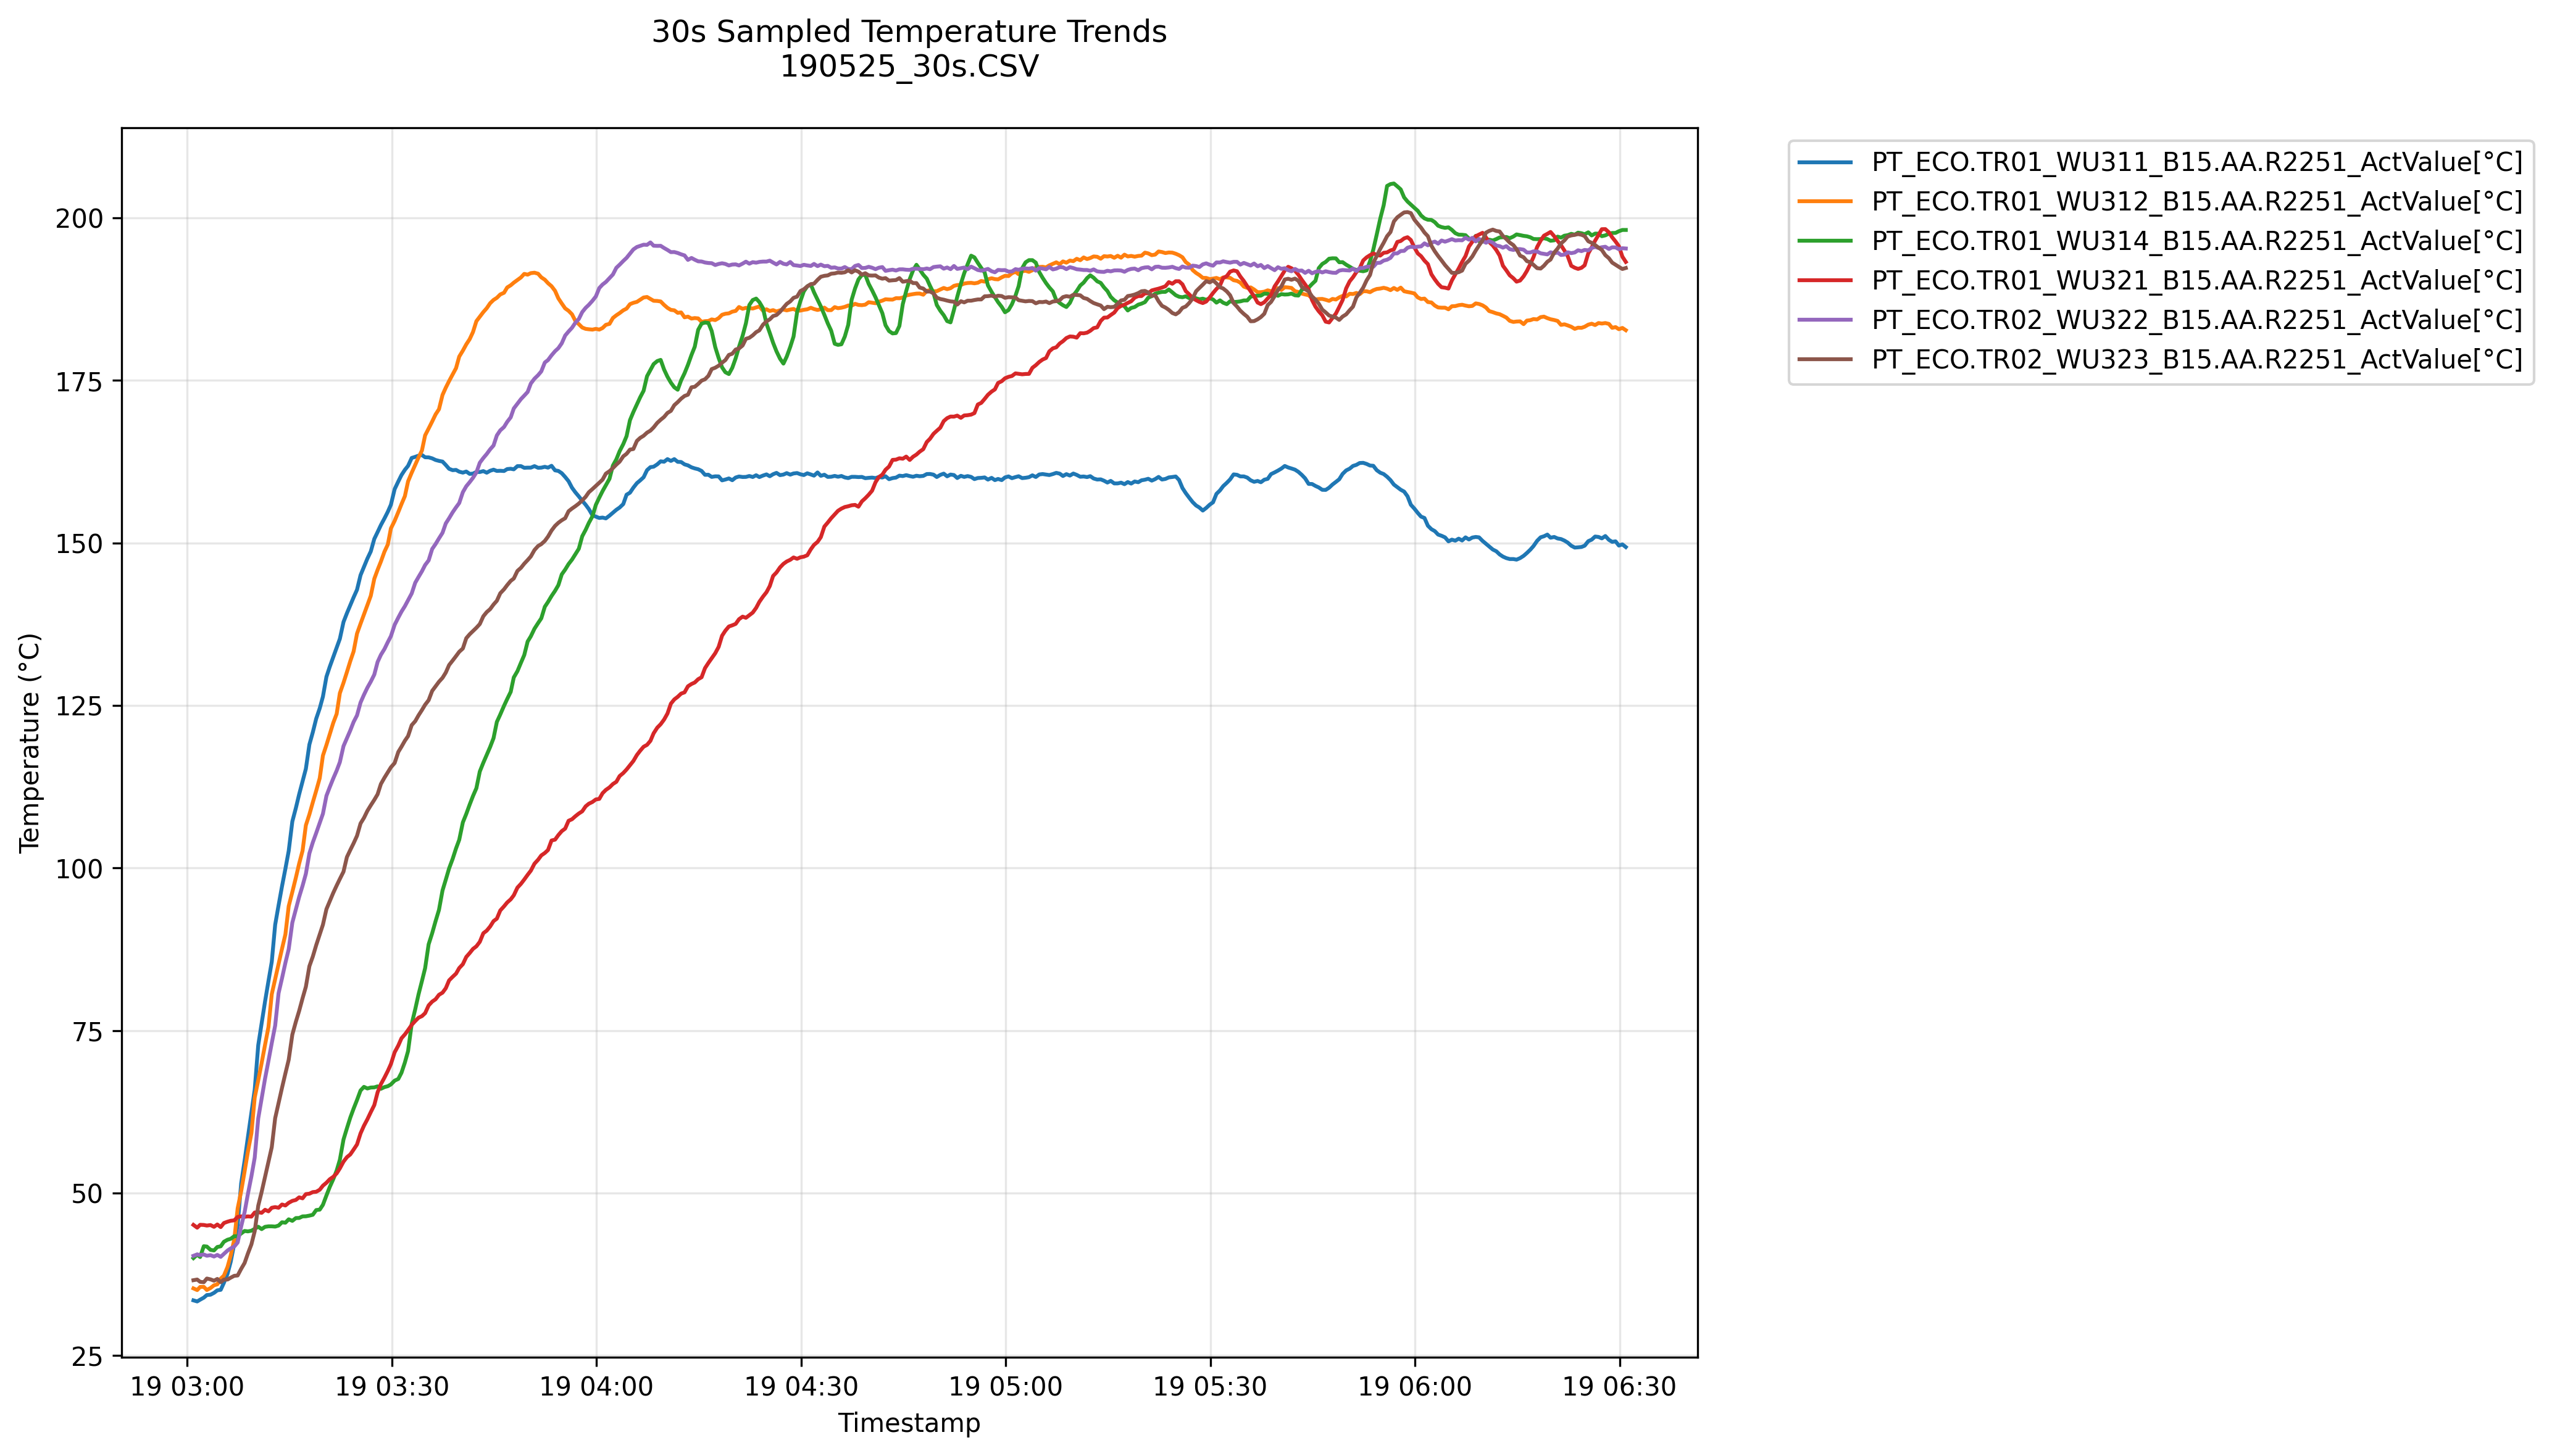 30s Sampled Temperature Trends
190525_30s.CSV
PT_ECO.TR01_WU311_B15.AA.R2251_ActValue[°C]
PT_ECO.TR01_WU312_B15.AA.R2251_ActValue[°C]
PT_ECO.TR01_WU314_B15.AA.R2251_ActValue[°C]
PT_ECO.TR01_WU321_B15.AA.R2251_ActValue[°C]
PT_ECO.TR02_WU322_B15.AA.R2251_ActValue[°C]
PT_ECO.TR02_WU323_B15.AA.R2251_ActValue[°C]
Temperature (°C)
200
175
150
125
100
75
50
25
19 03:00 19 03:30 19 04:00 19 04:30 19 05:00 19 05:30 19 06:00 19 06:30
Timestamp